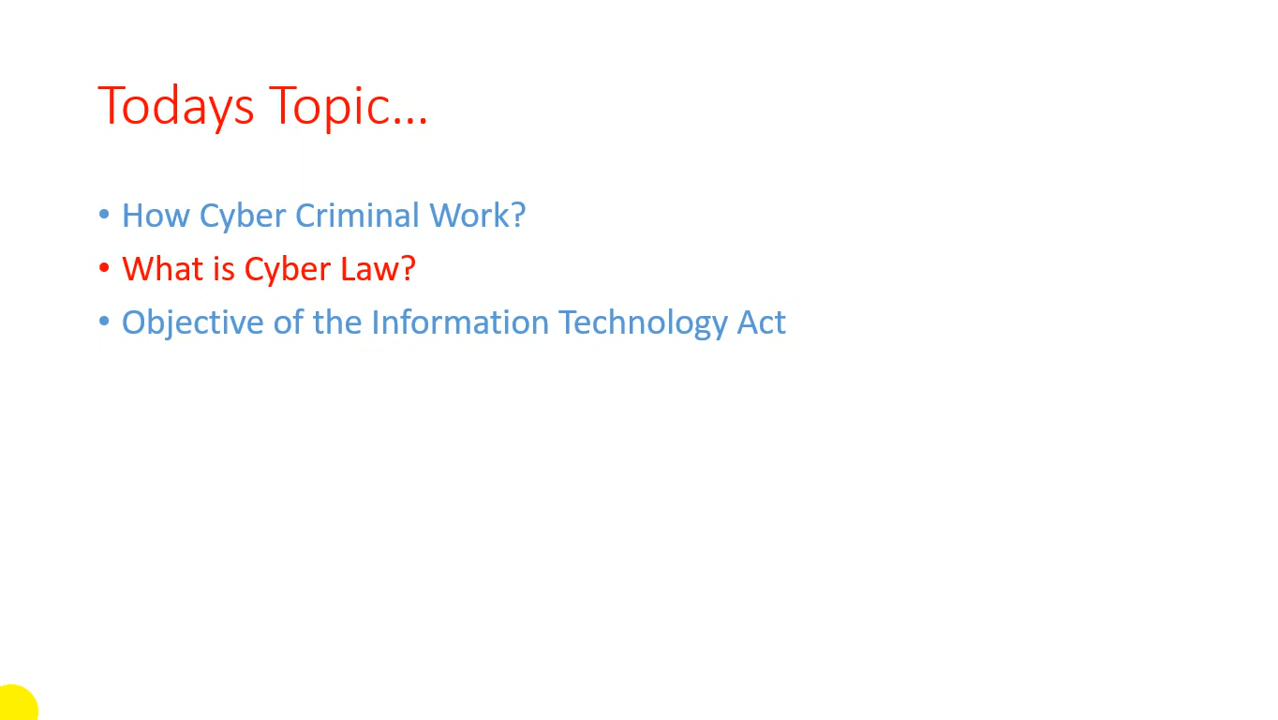 Todays Topic...
• How Cyber Criminal Work?
• What is Cyber Law?
• Objective of the Information Technology Act